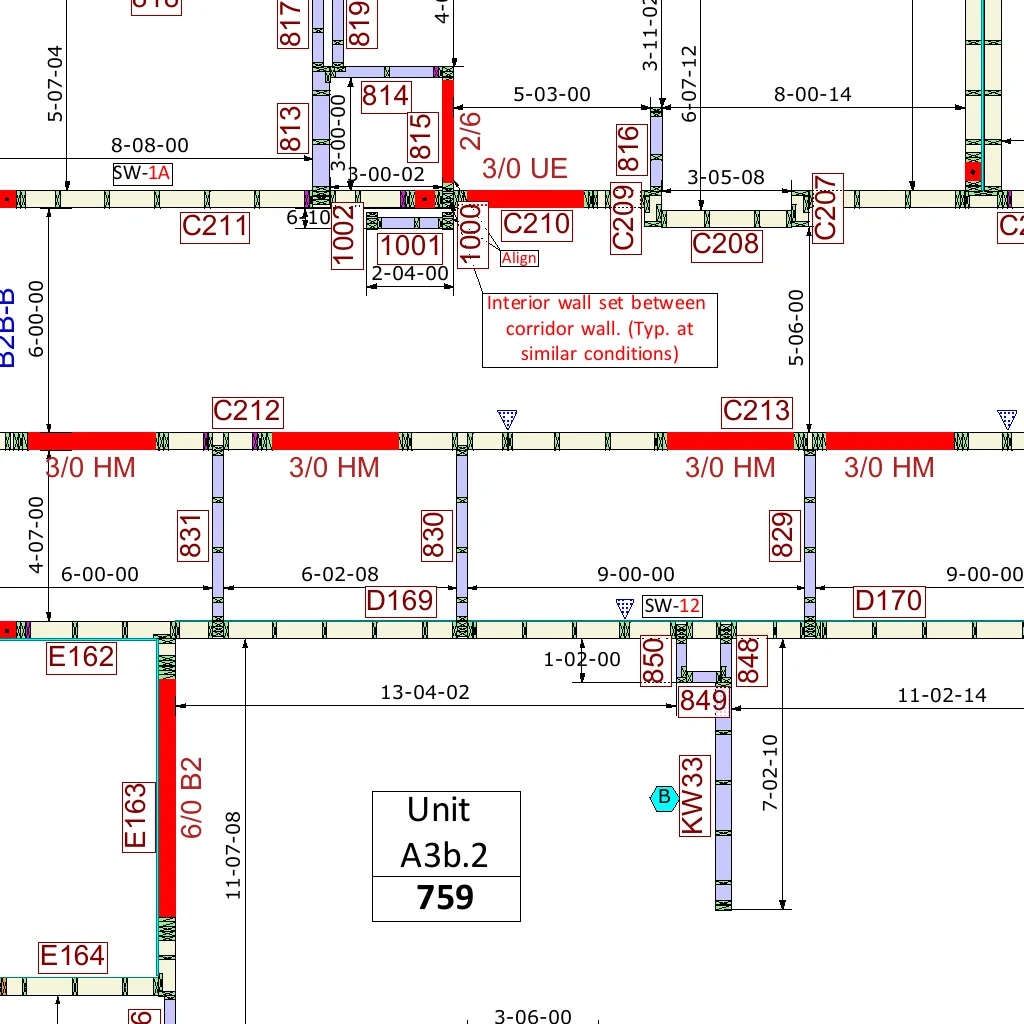 817
819
5-07-04
3-11-02
6-07-12
814
5-03-00
8-00-14
813
3-00-00
815
2/6
816
8-08-00
SW-1A
3-00-02
3/0 UE
3-05-08
C211
6-10
1002
1001
1000
C210
C209
C208
C207
Align
2-04-00
B2B-B
6-00-00
Interior wall set between
corridor wall. (Typ. at
similar conditions)
5-06-00
C212
C213
3/0 HM
3/0 HM
3/0 HM
3/0 HM
4-07-00
831
830
829
6-00-00
6-02-08
9-00-00
9-00-00
D169
SW-12
D170
E162
1-02-00
850
848
849
13-04-02
11-02-14
E163
6/0 B2
11-07-08
KW33
B
7-02-10
Unit
A3b.2
759
E164
3-06-00